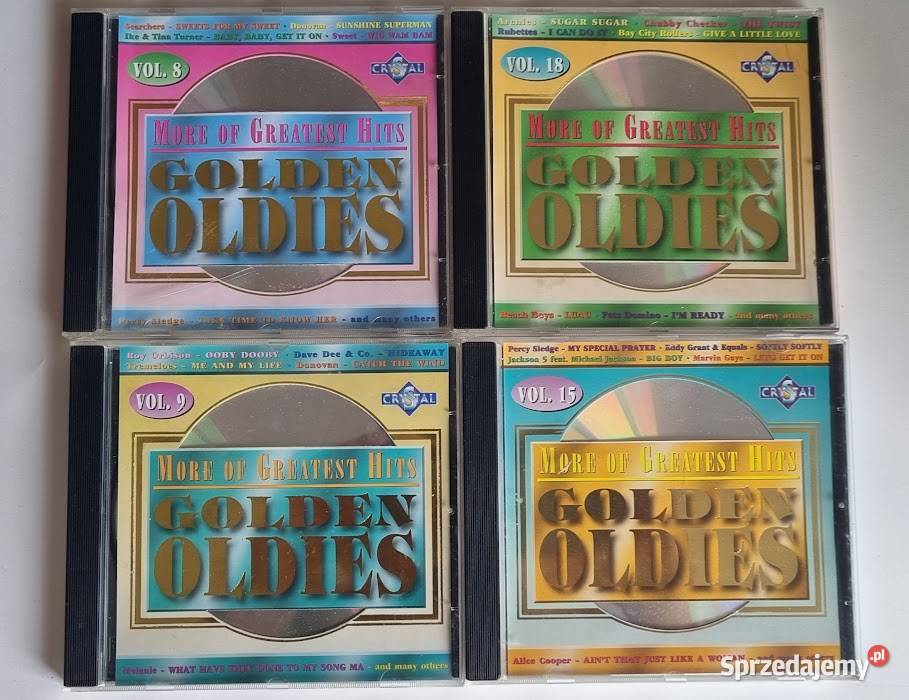 Searchers - SWEETS FOR MY SWEET · Donovan - SUNSHINE SUPERMAN
Ike & Tina Turner - BABY, BABY, GET IT ON · Sweet - WIG WAM BAM
VOL. 8
CRYSTAL
MORE OF GREATEST HITS
GOLDEN
OLDIES
Percy Sledge - TAKE TIME TO KNOW HER - and many others
Archies - SUGAR SUGAR · Chubby Checker - THE TWIST
Rubettes - I CAN DO IT · Bay City Rollers - GIVE A LITTLE LOVE
VOL. 18
CRYSTAL
MORE OF GREATEST HITS
GOLDEN
OLDIES
Beach Boys - LUAU · Fats Domino - I'M READY - and many others
Roy Orbison - OOBY DOOBY · Dave Dee & Co. - HIDEAWAY
Tremeloes - ME AND MY LIFE · Donovan - CATCH THE WIND
VOL. 9
CRYSTAL
MORE OF GREATEST HITS
GOLDEN
OLDIES
Melanie - WHAT HAVE THEY DONE TO MY SONG MA - and many others
Percy Sledge - MY SPECIAL PRAYER · Eddy Grant & Equals - SOFTLY SOFTLY
Jackson 5 feat. Michael Jackson - BIG BOY · Marvin Gaye - LET'S GET IT ON
VOL. 15
CRYSTAL
MORE OF GREATEST HITS
GOLDEN
OLDIES
Alice Cooper - AIN'T THAT JUST LIKE A WOMAN -
Sprzedajemy.pl